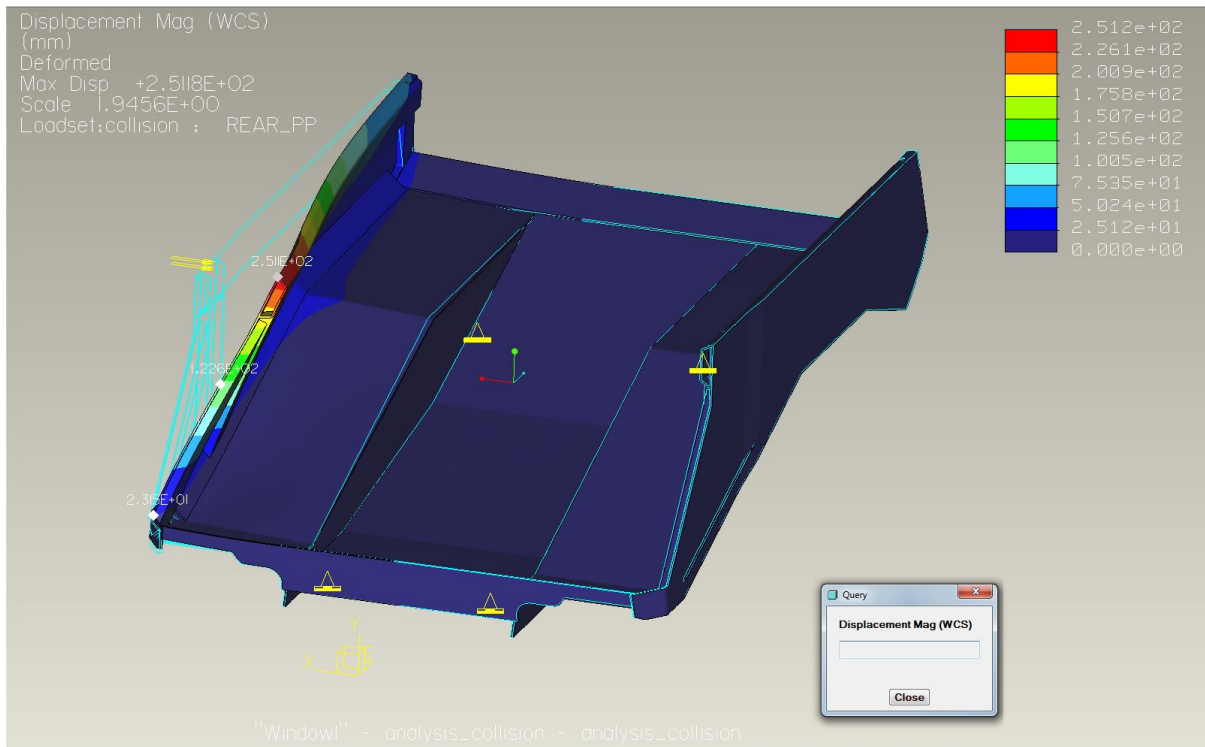 Displacement Mag (WCS)
(mm)
Deformed
Max Disp +2.5118E+02
Scale 1.9456E+00
Loadset:collision : REAR_PP
2.512e+02
2.261e+02
2.009e+02
1.758e+02
1.507e+02
1.256e+02
1.005e+02
7.535e+01
5.024e+01
2.512e+01
0.000e+00
2.511E+02
1.226E+02
2.315E+01
Y
X
Query
X
Displacement Mag (WCS)
Close
"Window1" - analysis_collision - analysis_collision